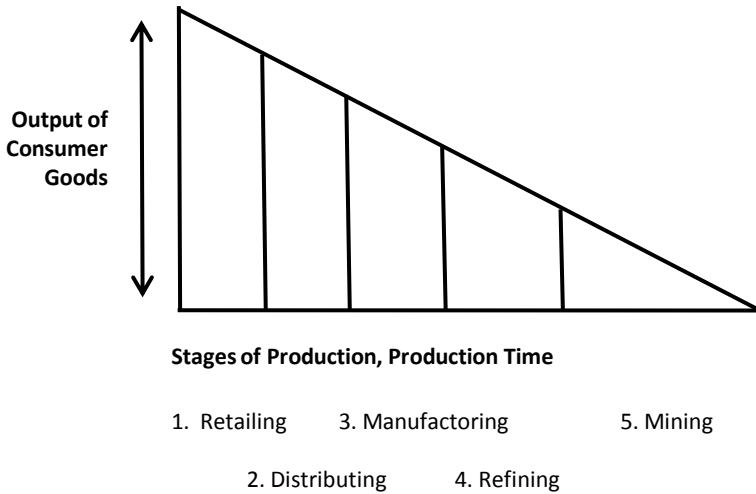 Output of
Consumer
Goods
Stages of Production, Production Time
1. Retailing 3. Manufactoring 5. Mining
2. Distributing 4. Refining